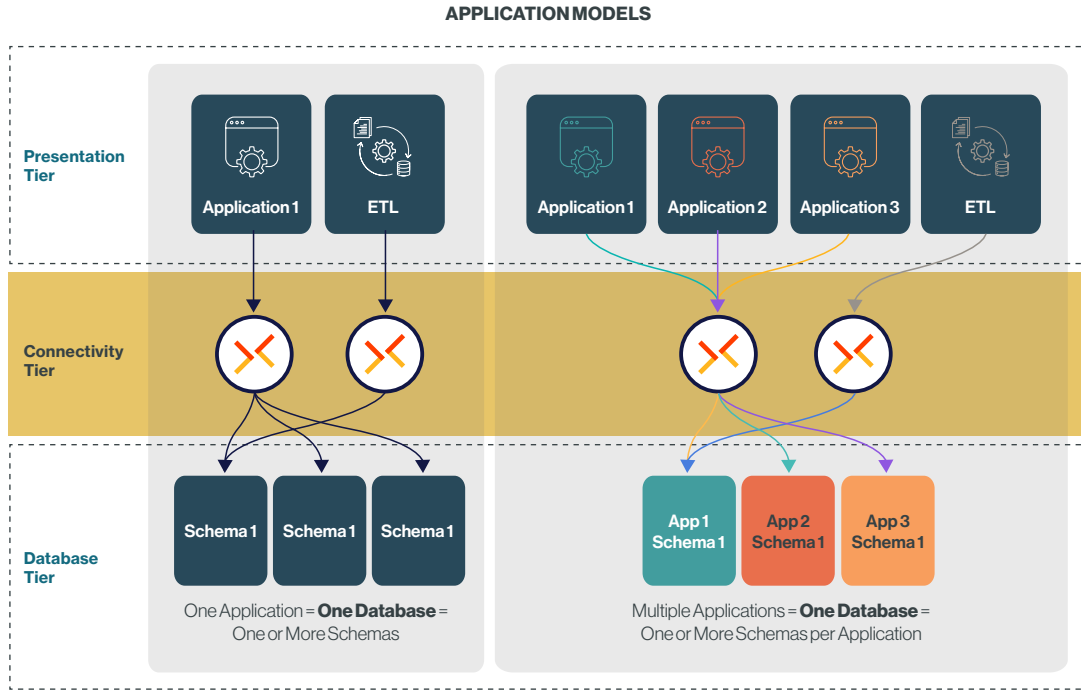 APPLICATION MODELS
Presentation
Tier
Application 1
ETL
Application 1
Application 2
Application 3
ETL
Connectivity
Tier
Database
Tier
Schema 1
Schema 1
Schema 1
App 1
Schema 1
App 2
Schema 1
App 3
Schema 1
One Application = One Database =
One or More Schemas
Multiple Applications = One Database =
One or More Schemas per Application